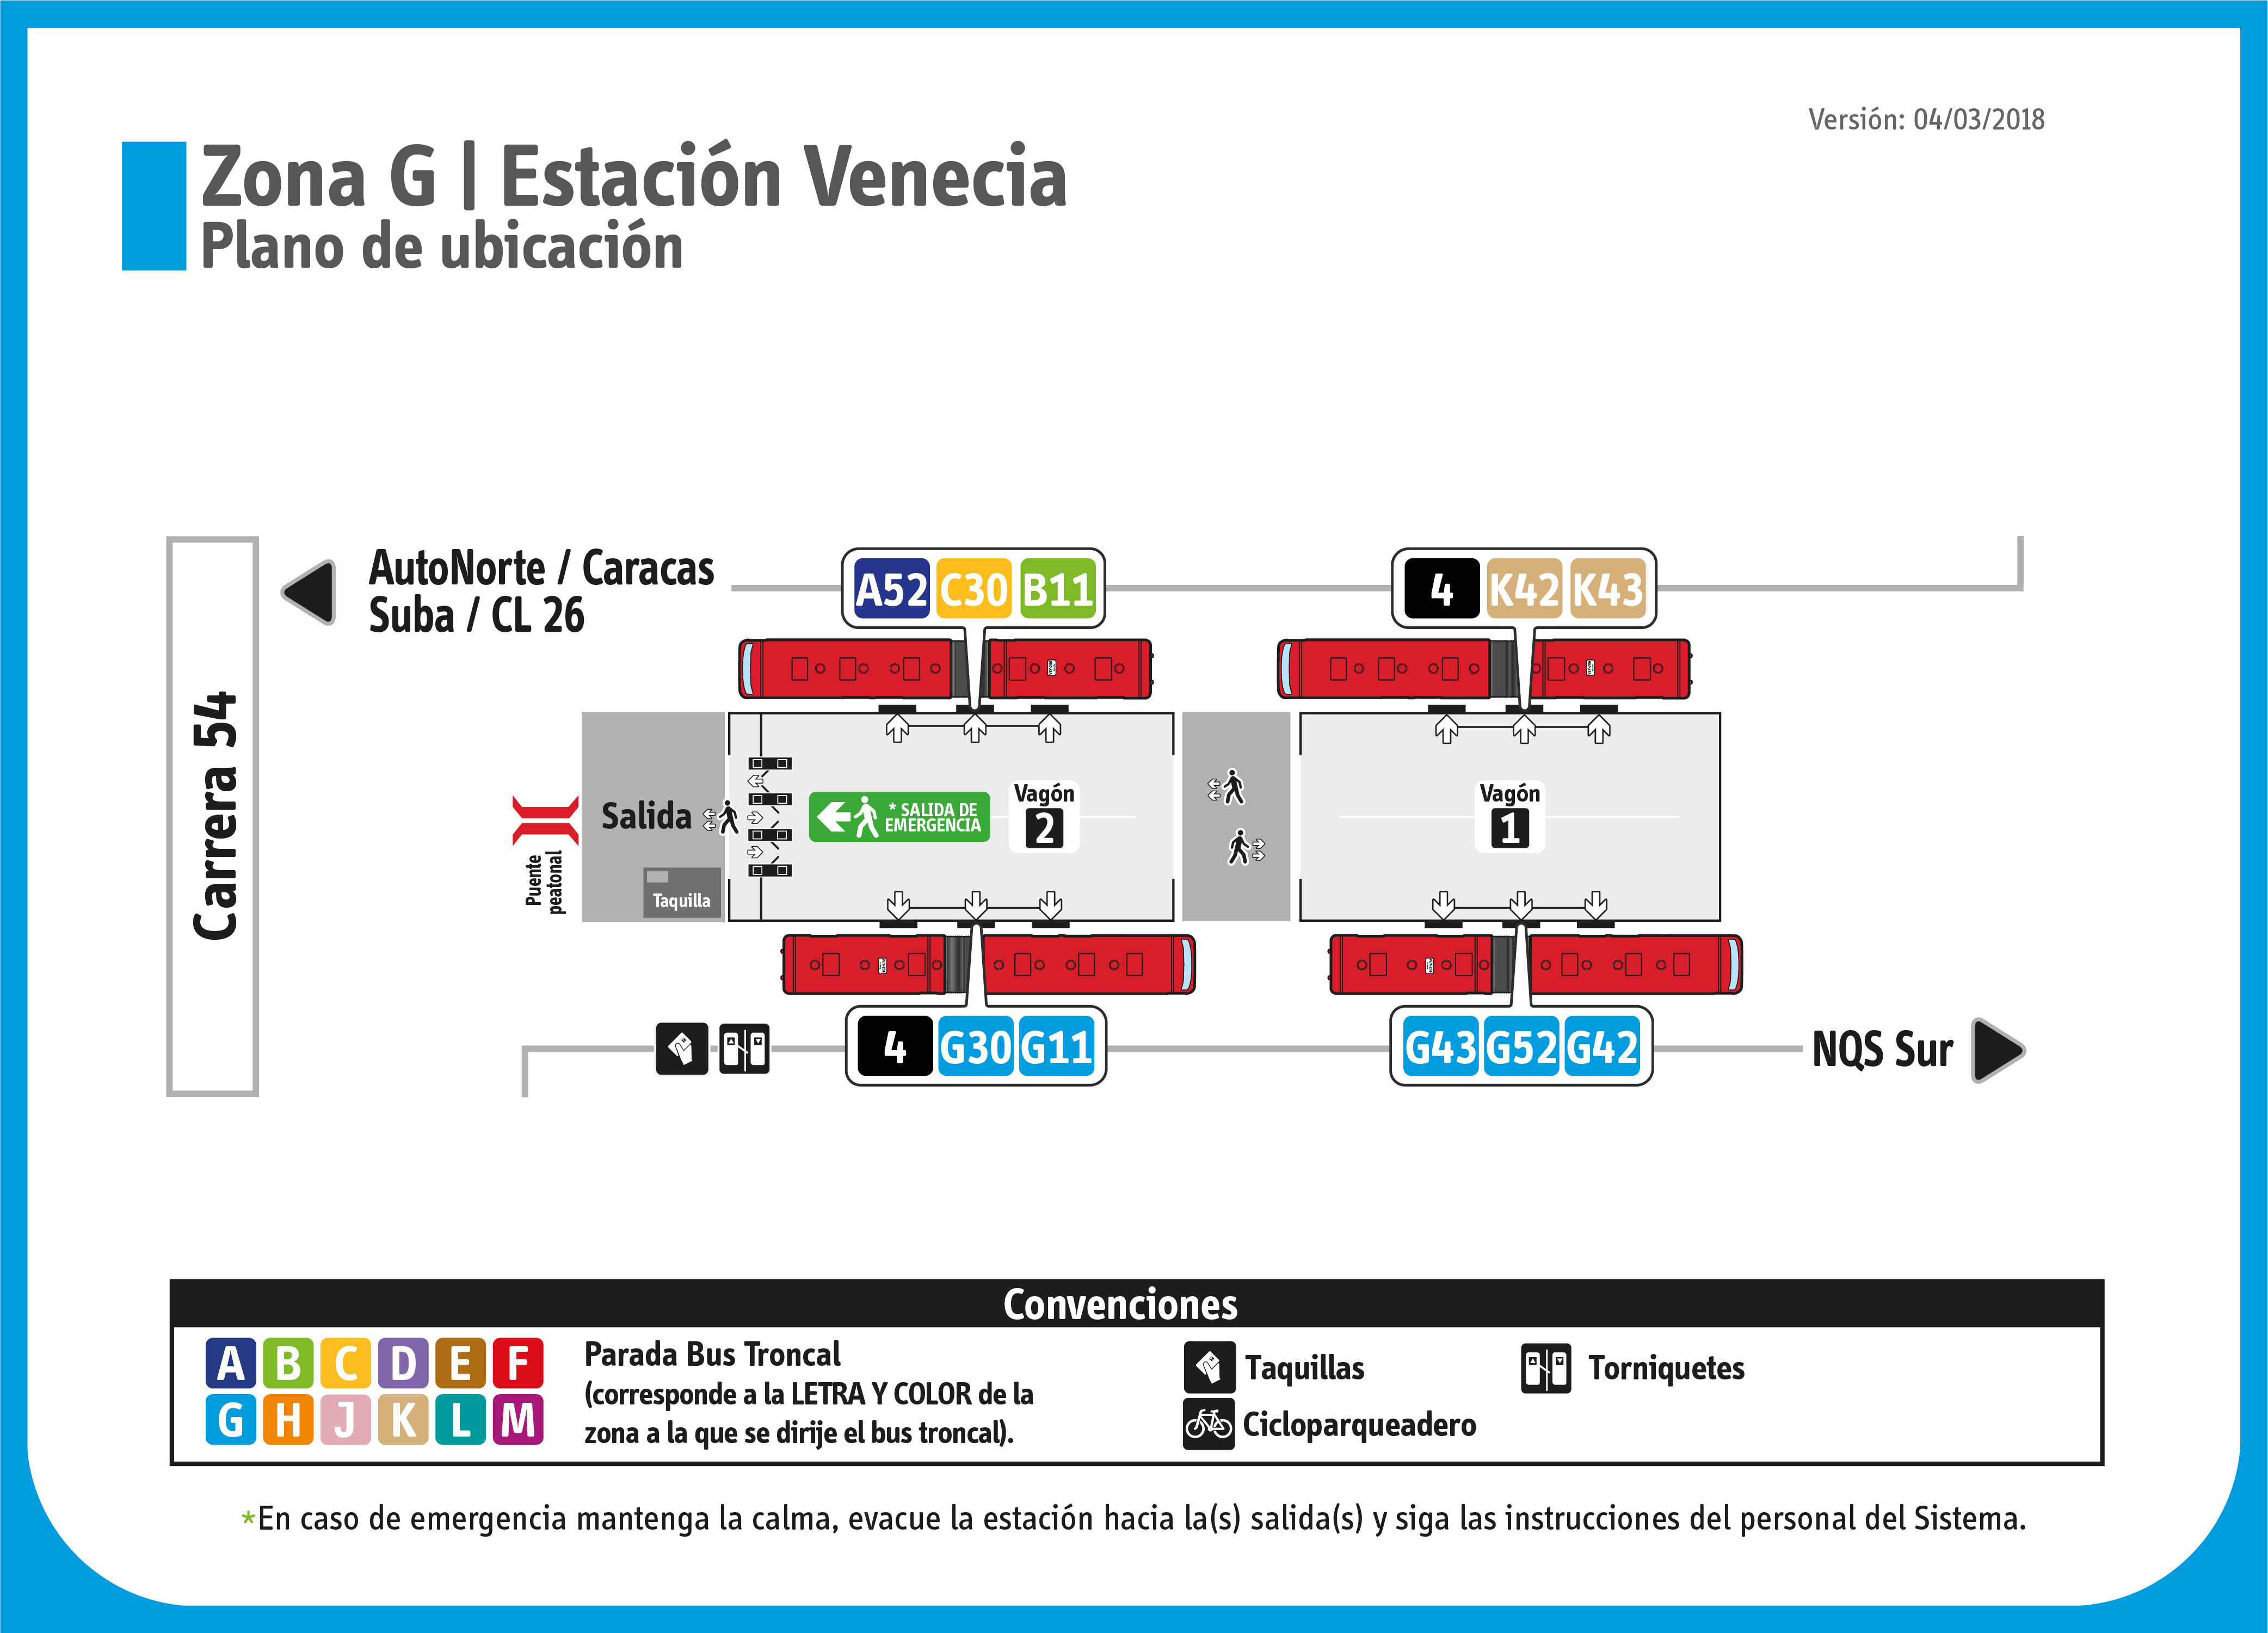 Versión: 04/03/2018
Zona G | Estación Venecia
Plano de ubicación
Carrera 54
AutoNorte / Caracas
Suba / CL 26
A52 C30 B11
4 K42 K43
Salida
Puente
peatonal
Taquilla
* SALIDA DE
EMERGENCIA
Vagón
2
Vagón
1
4 G30 G11
G43 G52 G42
NQS Sur
Convenciones
A B C D E F
G H J K L M
Parada Bus Troncal
(corresponde a la LETRA Y COLOR de la
zona a la que se dirije el bus troncal).
Taquillas
Cicloparqueadero
Torniquetes
*En caso de emergencia mantenga la calma, evacue la estación hacia la(s) salida(s) y siga las instrucciones del personal del Sistema.